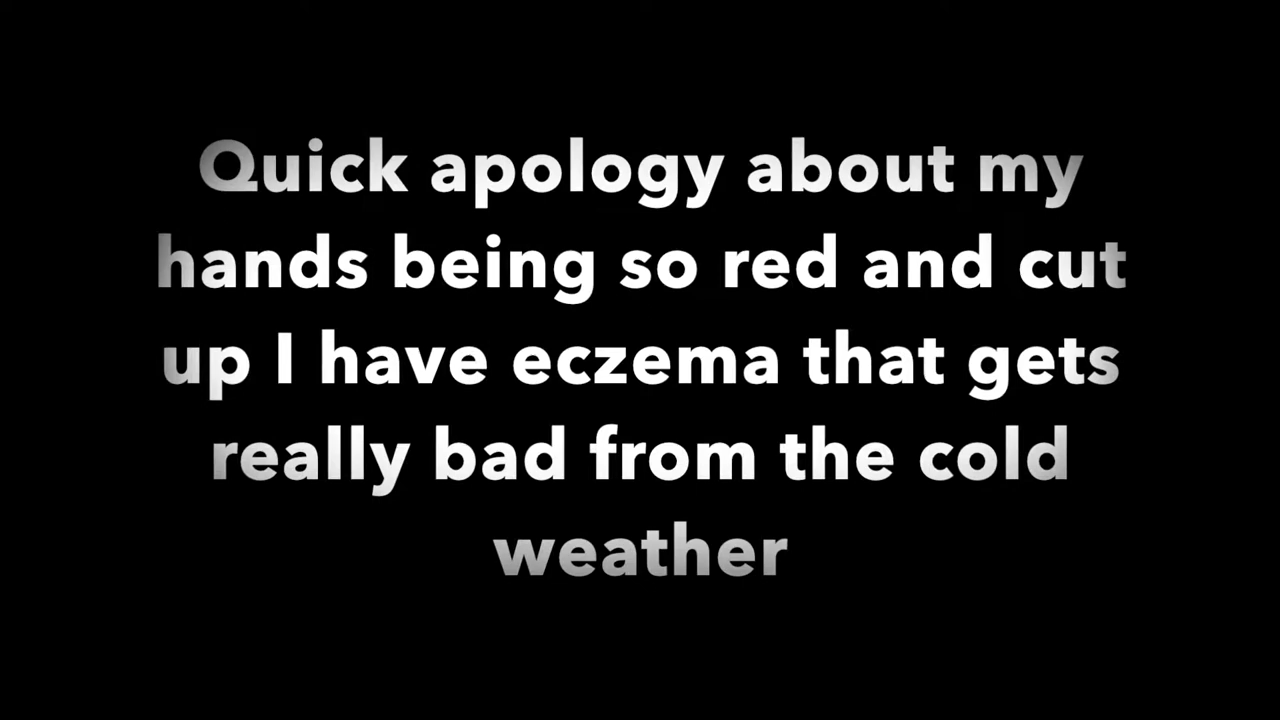 Quick apology about my
hands being so red and cut
up I have eczema that gets
really bad from the cold
weather